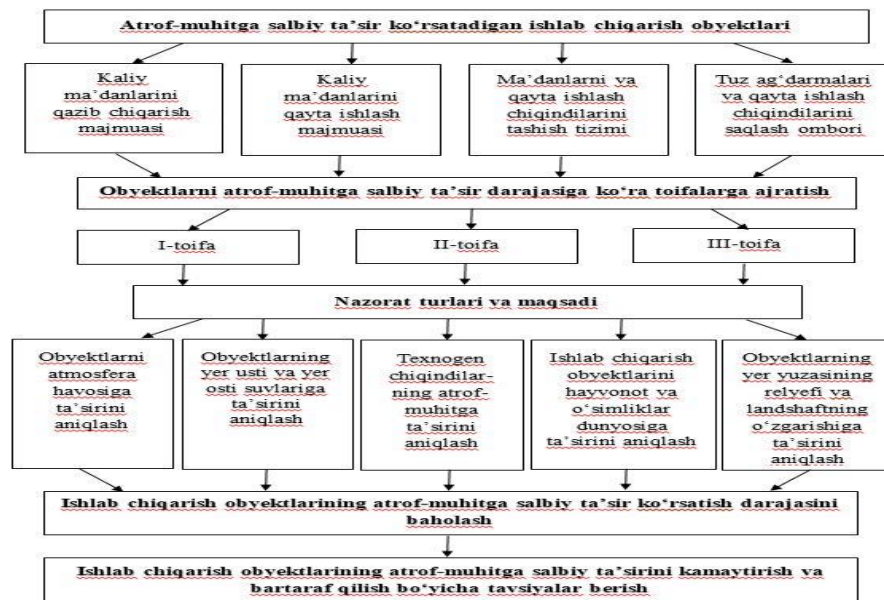 Atrof-muhitga salbiy ta’sir ko‘rsatadigan ishlab chiqarish obyektlari
Kaliy
ma’danlarini
qazib chiqarish
majmuasi
Kaliy
ma’danlarini
qayta ishlash
majmuasi
Ma’danlarni va
qayta ishlash
chiqindilarini
tashish tizimi
Tuz ag‘darmalari
va qayta ishlash
chiqindilarini
saqlash ombori
Obyektlarni atrof-muhitga salbiy ta’sir darajasiga ko‘ra toifalarga ajratish
I-toifa
II-toifa
III-toifa
Nazorat turlari va maqsadi
Obyektlarni
atmosfera
havosiga
ta’sirini
aniqlash
Obyektlarning
yer usti va yer
osti suvlariga
ta’sirini
aniqlash
Texnogen
chiqindilar-
ning atrof-
muhitga
ta’sirini
aniqlash
Ishlab chiqarish
obyektlarini
hayvonot va
o‘simliklar
dunyosiga
ta’sirini aniqlash
Obyektlarning
yer yuzasining
relyefi va
landshaftning
o‘zgarishiga
ta’sirini
aniqlash
Ishlab chiqarish obyektlarining atrof-muhitga salbiy ta’sir ko‘rsatish darajasini
baholash
Ishlab chiqarish obyektlarining atrof-muhitga salbiy ta’sirini kamaytirish va
bartaraf qilish bo‘yicha tavsiyalar berish